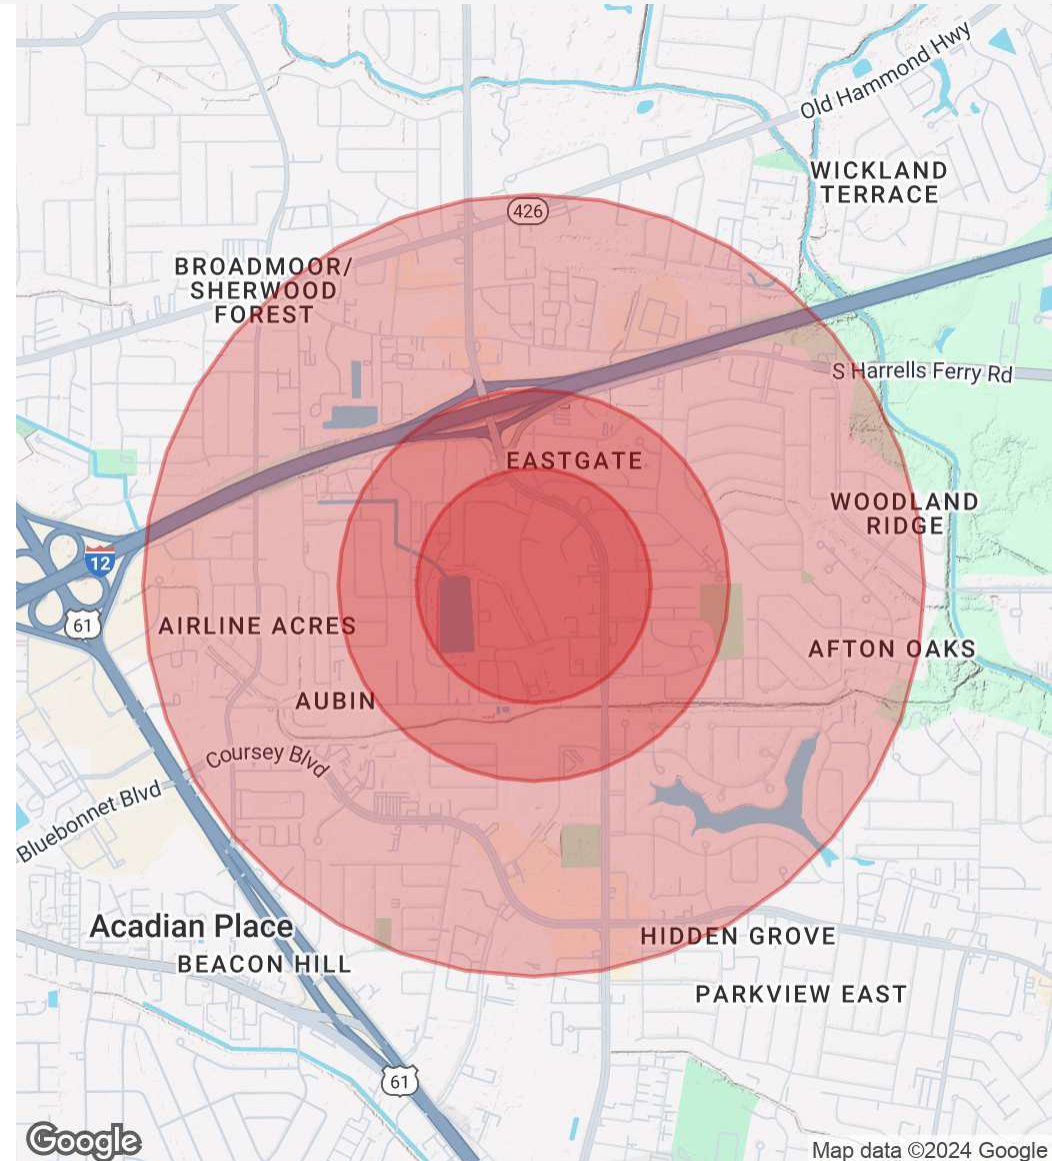 Old Hammond Hwy
WICKLAND
TERRACE
426
BROADMOOR/
SHERWOOD
FOREST
S Harrells Ferry Rd
EASTGATE
WOODLAND
RIDGE
12
61
AIRLINE ACRES
AFTON OAKS
AUBIN
Coursey Blvd
Bluebonnet Blvd
Acadian Place
HIDDEN GROVE
BEACON HILL
PARKVIEW EAST
61
Google
Map data ©2024 Google